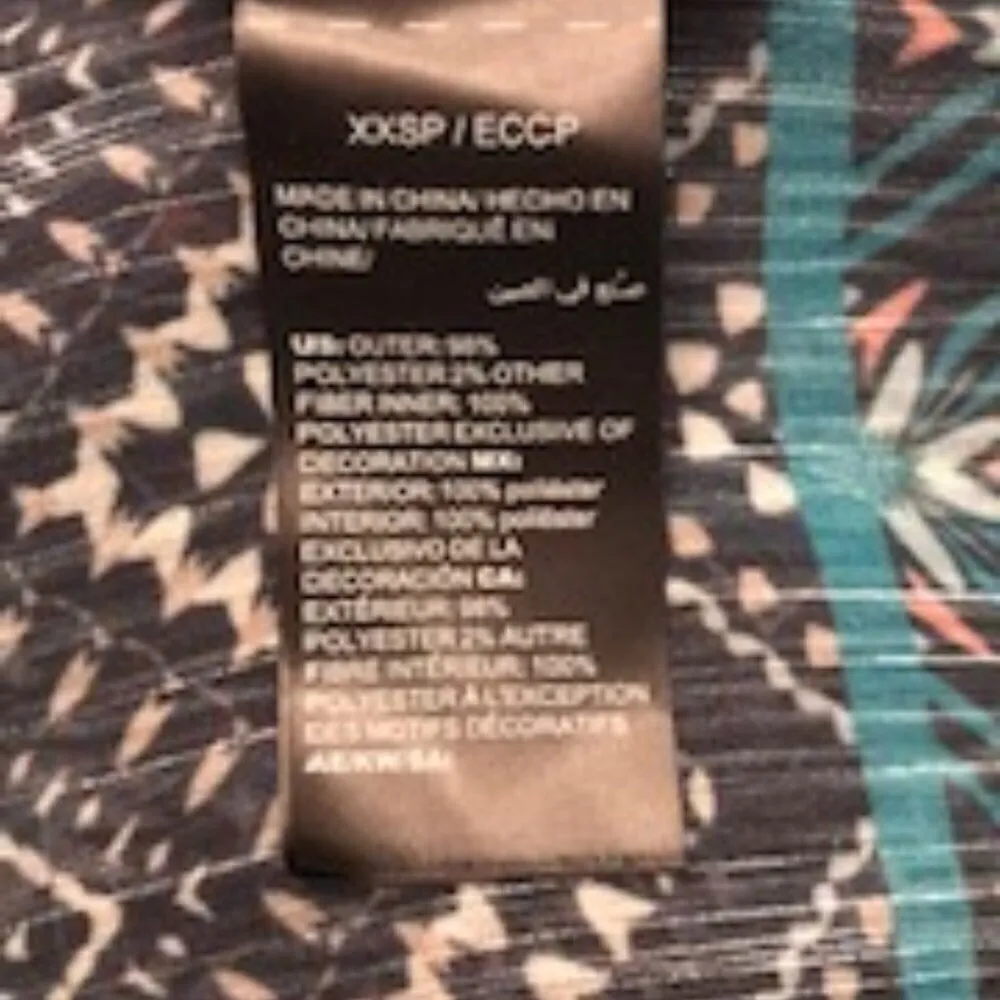 XXSP / ECCP
MADE IN CHINA/ HECHO EN
CHINA/ FABRIQUÉ EN
CHINE/
صُنع في الصين
US: OUTER: 98%
POLYESTER 2% OTHER
FIBER INNER: 100%
POLYESTER EXCLUSIVE OF
DECORATION MX:
EXTERIOR: 100% poliéster
INTERIOR: 100% poliéster
EXCLUSIVO DE LA
DECORACIÓN CA:
EXTÉRIEUR: 98%
POLYESTER 2% AUTRE
FIBRE INTÉRIEUR: 100%
POLYESTER À L'EXCEPTION
DES MOTIFS DÉCORATIFS
AE/KW/SA: